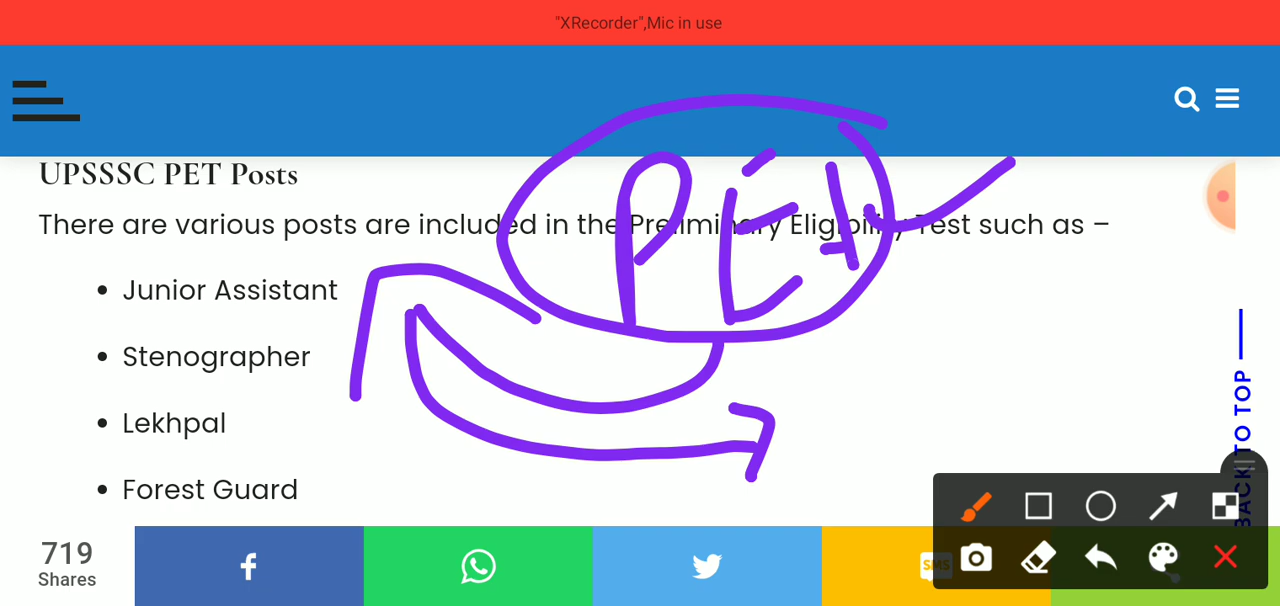 "XRecorder",Mic in use
UPSSSC PET Posts
There are various posts are included in the Preliminary Eligibility Test such as –
PET
Junior Assistant
Stenographer
Lekhpal
Forest Guard
BACK TO TOP
719
Shares
SMS